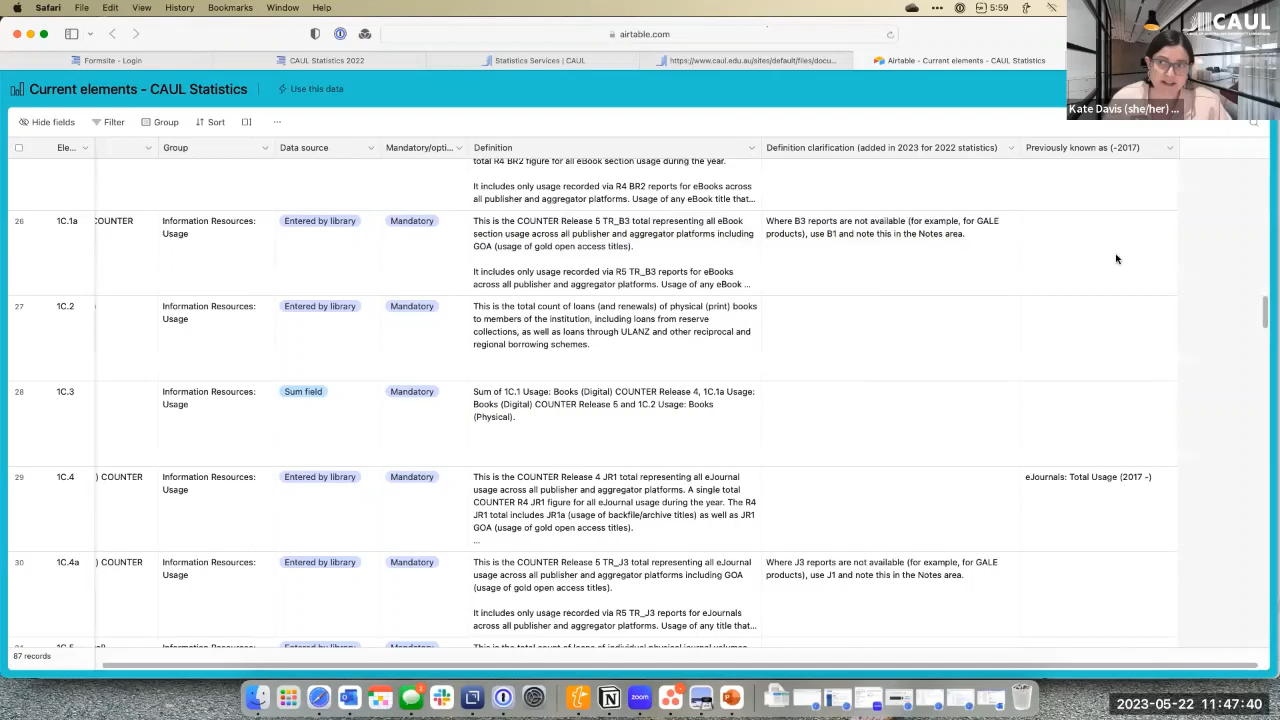 Safari File Edit View History Bookmarks Window Help
5:59
airtable.com
Formsite - Login
CAUL Statistics 2022
Statistics Services | CAUL
https://www.caul.edu.au/sites/default/files/docu...
Airtable - Current elements - CAUL Statistics
CAUL
Kate Davis (she/her) ...
Current elements - CAUL Statistics
Use this data
Hide fields Filter Group Sort ...
Ele... Group Data source Mandatory/opti... Definition Definition clarification (added in 2023 for 2022 statistics) Previously known as (-2017)
total R4 BR2 figure for all eBook section usage during the year.
It includes only usage recorded via R4 BR2 reports for eBooks
across all publisher and aggregator platforms. Usage of any eBook title that...
26 1C.1a COUNTER
Information Resources:
Usage
Entered by library
Mandatory
This is the COUNTER Release 5 TR_B3 total representing all eBook
section usage across all publisher and aggregator platforms including
GOA (usage of gold open access titles).
It includes only usage recorded via R5 TR_B3 reports for eBooks
across all publisher and aggregator platforms. Usage of any eBook ...
Where B3 reports are not available (for example, for GALE
products), use B1 and note this in the Notes area.
27 1C.2
Information Resources:
Usage
Entered by library
Mandatory
This is the total count of loans (and renewals) of physical (print) books
to members of the institution, including loans from reserve
collections, as well as loans through ULANZ and other reciprocal and
regional borrowing schemes.
28 1C.3
Information Resources:
Usage
Sum field
Mandatory
Sum of 1C.1 Usage: Books (Digital) COUNTER Release 4, 1C.1a Usage:
Books (Digital) COUNTER Release 5 and 1C.2 Usage: Books
(Physical).
29 1C.4 ) COUNTER
Information Resources:
Usage
Entered by library
Mandatory
This is the COUNTER Release 4 JR1 total representing all eJournal
usage across all publisher and aggregator platforms. A single total
COUNTER R4 JR1 figure for all eJournal usage during the year. The R4
JR1 total includes JR1a (usage of backfile/archive titles) as well as JR1
GOA (usage of gold open access titles).
...
eJournals: Total Usage (2017 -)
30 1C.4a ) COUNTER
Information Resources:
Usage
Entered by library
Mandatory
This is the COUNTER Release 5 TR_J3 total representing all eJournal
usage across all publisher and aggregator platforms including GOA
(usage of gold open access titles).
It includes only usage recorded via R5 TR_J3 reports for eJournals
across all publisher and aggregator platforms. Usage of any title that...
Where J3 reports are not available (for example, for GALE
products), use J1 and note this in the Notes area.
87 records
zoom
2023-05-22 11:47:40